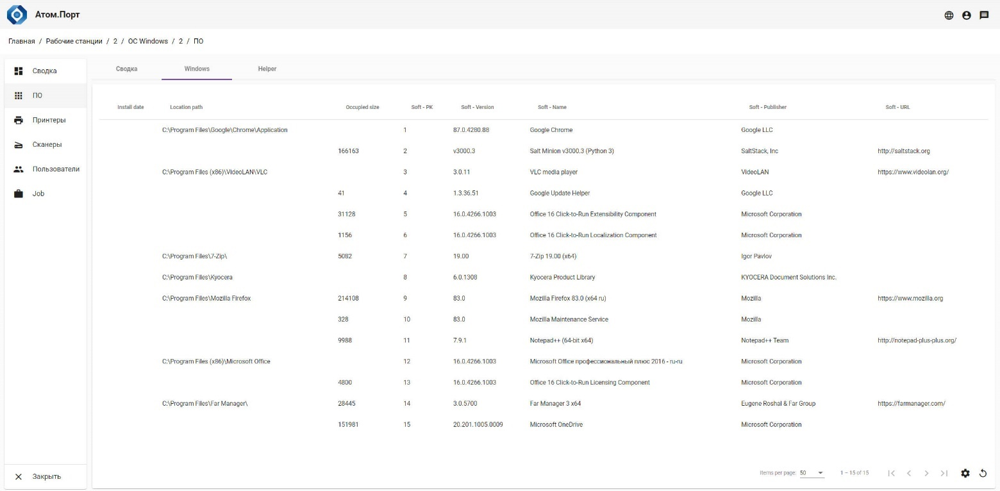 Атом.Порт
Главная / Рабочие станции / 2 / ОС Windows / 2 / ПО
Сводка
ПО
Принтеры
Сканеры
Пользователи
Job
Закрыть
Сводка Windows Helper
Install date Location path Occupied size Soft - PK Soft - Version Soft - Name Soft - Publisher Soft - URL
C:\Program Files\Google\Chrome\Application 1 87.0.4280.88 Google Chrome Google LLC
166163 2 v3000.3 Salt Minion v3000.3 (Python 3) SaltStack, Inc http://saltstack.org
C:\Program Files (x86)\VideoLAN\VLC 3 3.0.11 VLC media player VideoLAN https://www.videolan.org/
41 4 1.3.36.51 Google Update Helper Google LLC
31128 5 16.0.4266.1003 Office 16 Click-to-Run Extensibility Component Microsoft Corporation
1156 6 16.0.4266.1003 Office 16 Click-to-Run Localization Component Microsoft Corporation
C:\Program Files\7-Zip\ 5082 7 19.00 7-Zip 19.00 (x64) Igor Pavlov
C:\Program Files\Kyocera 8 6.0.1308 Kyocera Product Library KYOCERA Document Solutions Inc.
C:\Program Files\Mozilla Firefox 214108 9 83.0 Mozilla Firefox 83.0 (x64 ru) Mozilla https://www.mozilla.org
328 10 83.0 Mozilla Maintenance Service Mozilla
9988 11 7.9.1 Notepad++ (64-bit x64) Notepad++ Team http://notepad-plus-plus.org/
C:\Program Files (x86)\Microsoft Office 12 16.0.4266.1003 Microsoft Office профессиональный плюс 2016 - ru-ru Microsoft Corporation
4800 13 16.0.4266.1003 Office 16 Click-to-Run Licensing Component Microsoft Corporation
C:\Program Files\Far Manager\ 28445 14 3.0.5700 Far Manager 3 x64 Eugene Roshal & Far Group https://farmanager.com/
151981 15 20.201.1005.0009 Microsoft OneDrive Microsoft Corporation
Items per page: 50 1 – 15 of 15